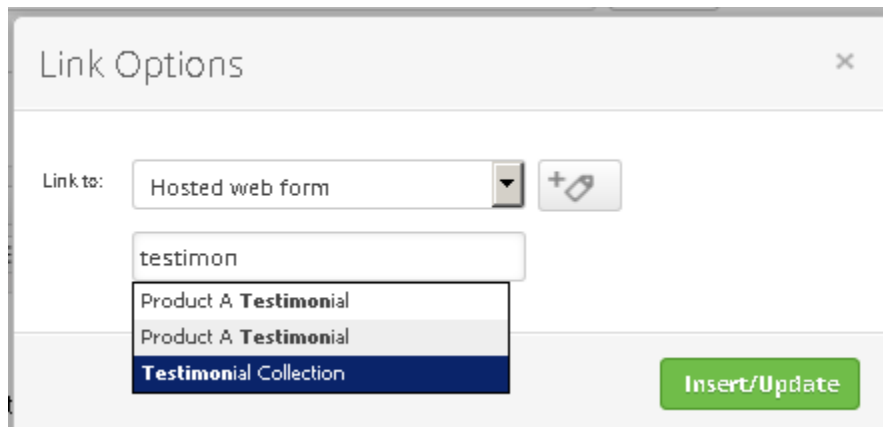 Link Options
Link to:
Hosted web form
testimon
Product A Testimonial
Product A Testimonial
Testimonial Collection
Insert/Update